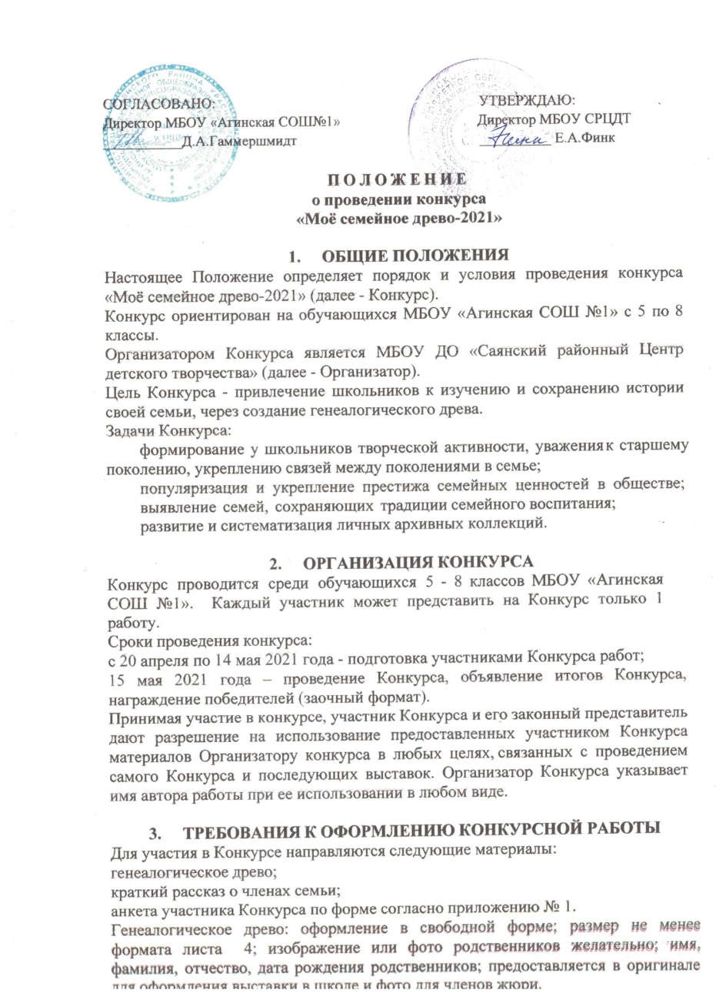 СОГЛАСОВАНО: УТВЕРЖДАЮ:
Директор МБОУ «Агинская СОШ№1» Директор МБОУ СРЦДТ
Д.А.Гаммершмидт Е.А.Финк
ПОЛОЖЕНИЕ
о проведении конкурса
«Моё семейное древо-2021»
1. ОБЩИЕ ПОЛОЖЕНИЯ
Настоящее Положение определяет порядок и условия проведения конкурса
«Моё семейное древо-2021» (далее - Конкурс).
Конкурс ориентирован на обучающихся МБОУ «Агинская СОШ №1» с 5 по 8
классы.
Организатором Конкурса является МБОУ ДО «Саянский районный Центр
детского творчества» (далее - Организатор).
Цель Конкурса - привлечение школьников к изучению и сохранению истории
своей семьи, через создание генеалогического древа.
Задачи Конкурса:
формирование у школьников творческой активности, уважения к старшему
поколению, укреплению связей между поколениями в семье;
популяризация и укрепление престижа семейных ценностей в обществе;
выявление семей, сохраняющих традиции семейного воспитания;
развитие и систематизация личных архивных коллекций.
2. ОРГАНИЗАЦИЯ КОНКУРСА
Конкурс проводится среди обучающихся 5 - 8 классов МБОУ «Агинская
СОШ №1». Каждый участник может представить на Конкурс только 1
работу.
Сроки проведения конкурса:
с 20 апреля по 14 мая 2021 года - подготовка участниками Конкурса работ;
15 мая 2021 года – проведение Конкурса, объявление итогов Конкурса,
награждение победителей (заочный формат).
Принимая участие в конкурсе, участник Конкурса и его законный представитель
дают разрешение на использование предоставленных участником Конкурса
материалов Организатору конкурса в любых целях, связанных с проведением
самого Конкурса и последующих выставок. Организатор Конкурса указывает
имя автора работы при ее использовании в любом виде.
3. ТРЕБОВАНИЯ К ОФОРМЛЕНИЮ КОНКУРСНОЙ РАБОТЫ
Для участия в Конкурсе направляются следующие материалы:
генеалогическое древо;
краткий рассказ о членах семьи;
анкета участника Конкурса по форме согласно приложению № 1.
Генеалогическое древо: оформление в свободной форме; размер не менее
формата листа 4; изображение или фото родственников желательно; имя,
фамилия, отчество, дата рождения родственников; предоставляется в оригинале
для оформления выставки в школе и фото для членов жюри.